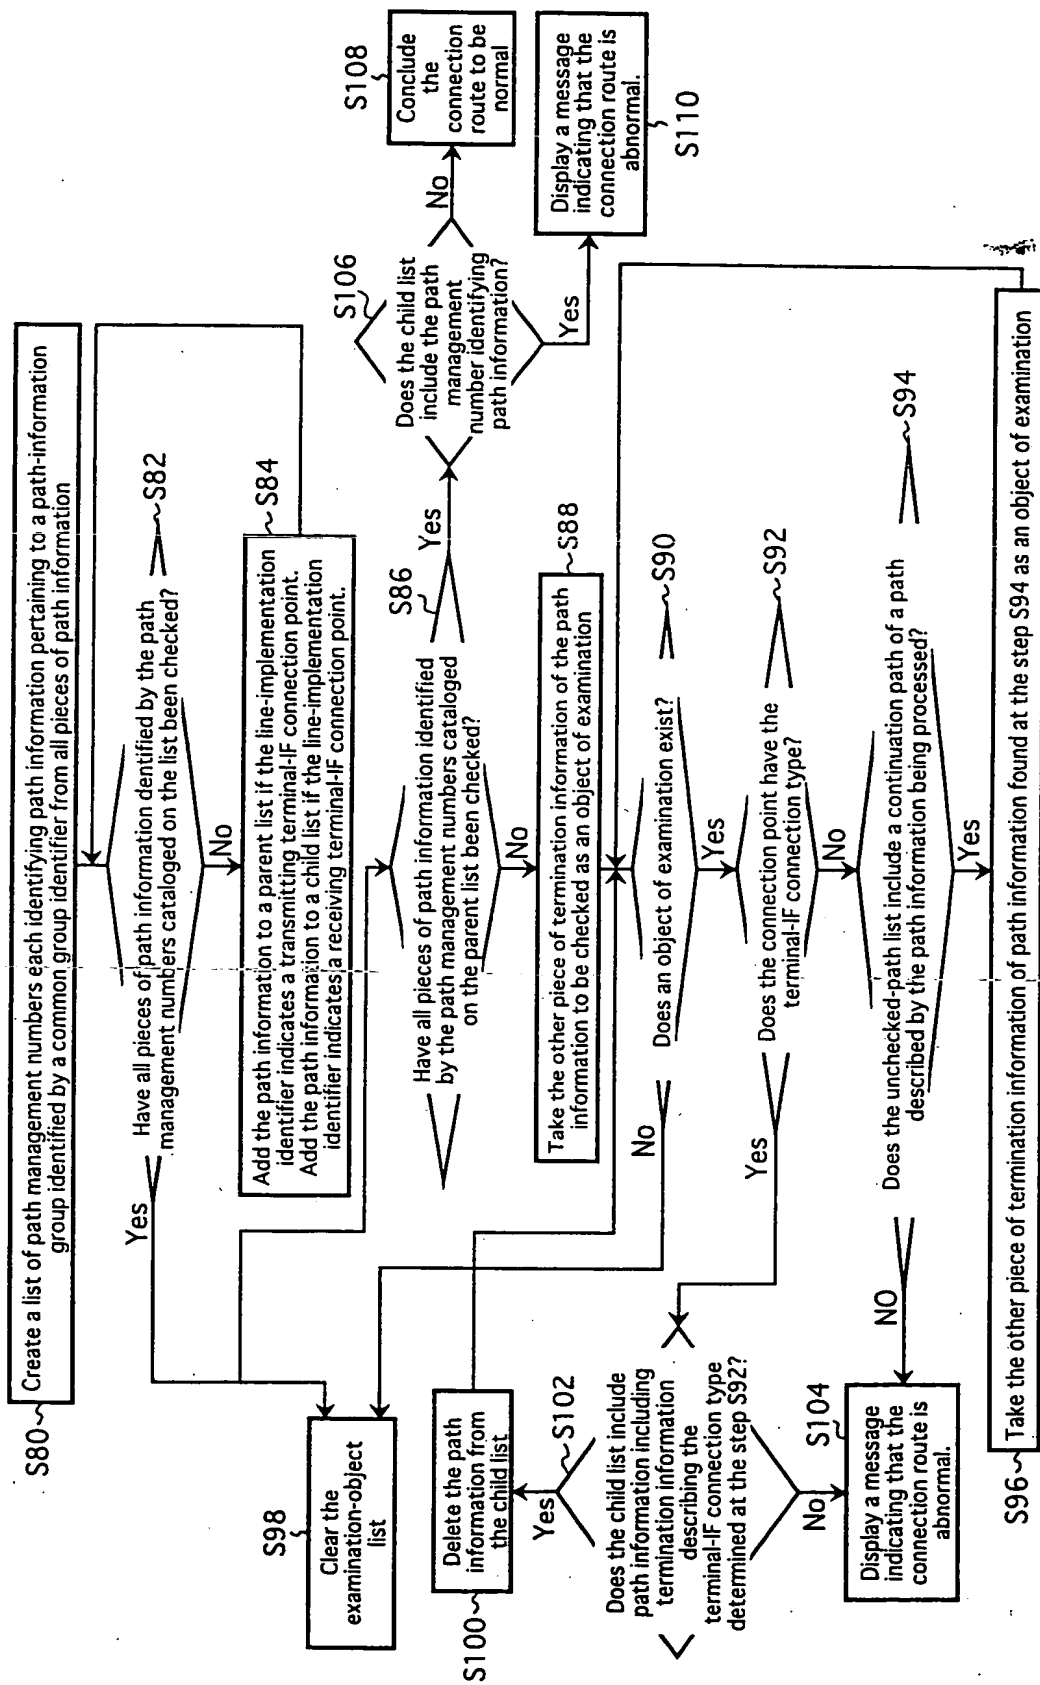 S80
Create a list of path management numbers each identifying path information pertaining to a path-information
group identified by a common group identifier from all pieces of path information
S82
Have all pieces of path information dentified by the path
management numbers cataloged on the list been checked?
Yes
No
S84
Add the path information to a parent list if the line-implementation
identifier indicates a transmitting terminal-IF connection point.
Add the path information to a child list if the line-implementation
identifier indicates a receiving terminal-IF connection point.
S98
Clear the
examination-object
list
S86
Have all pieces of path information identified
by the path management numbers cataloged
on the parent list been checked?
Yes
No
S106
Does the child list
include the path
management
number identifying
path information?
No
Yes
S108
Conclude
the
connection
route to be
normal
S110
Display a message
indicating that the
connection route is
abnormal.
S88
Take the other piece of termination information of the path
information to be checked as an object of examination
S90
Does an object of examination exist?
No
Yes
S92
Does the connection point have the
terminal-IF connection type?
Yes
No
S100
Delete the path
information from
the child list
S102
Yes
Does the child list include
path information including
termination information
describing the
terminal-IF connection type
determined at the step S92?
No
S104
Display a message
indicating that the
connection route is
abnormal.
S94
Does the unchecked-path list include a continuation path of a path
described by the path information being processed?
NO
Yes
S96
Take the other piece of termination information of path information found at the step S94 as an object of examination